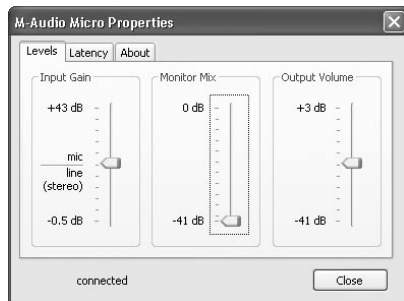 M-Audio Micro Properties
Levels
Latency
About
Input Gain
+43 dB
mic
line
(stereo)
-0.5 dB
Monitor Mix
0 dB
-41 dB
Output Volume
+3 dB
-41 dB
connected
Close